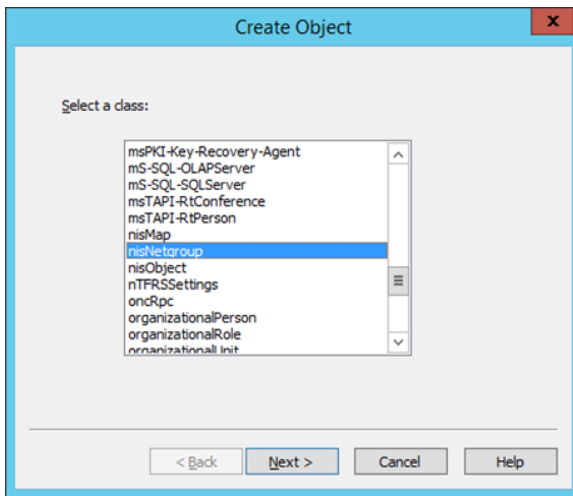 Create Object
x
Select a class:
msPKI-Key-Recovery-Agent
mS-SQL-OLAPServer
mS-SQL-SQLServer
msTAPI-RtConference
msTAPI-RtPerson
nisMap
nisNetgroup
nisObject
nTFRSSettings
oncRpc
organizationalPerson
organizationalRole
organizationalUnit
< Back Next > Cancel Help